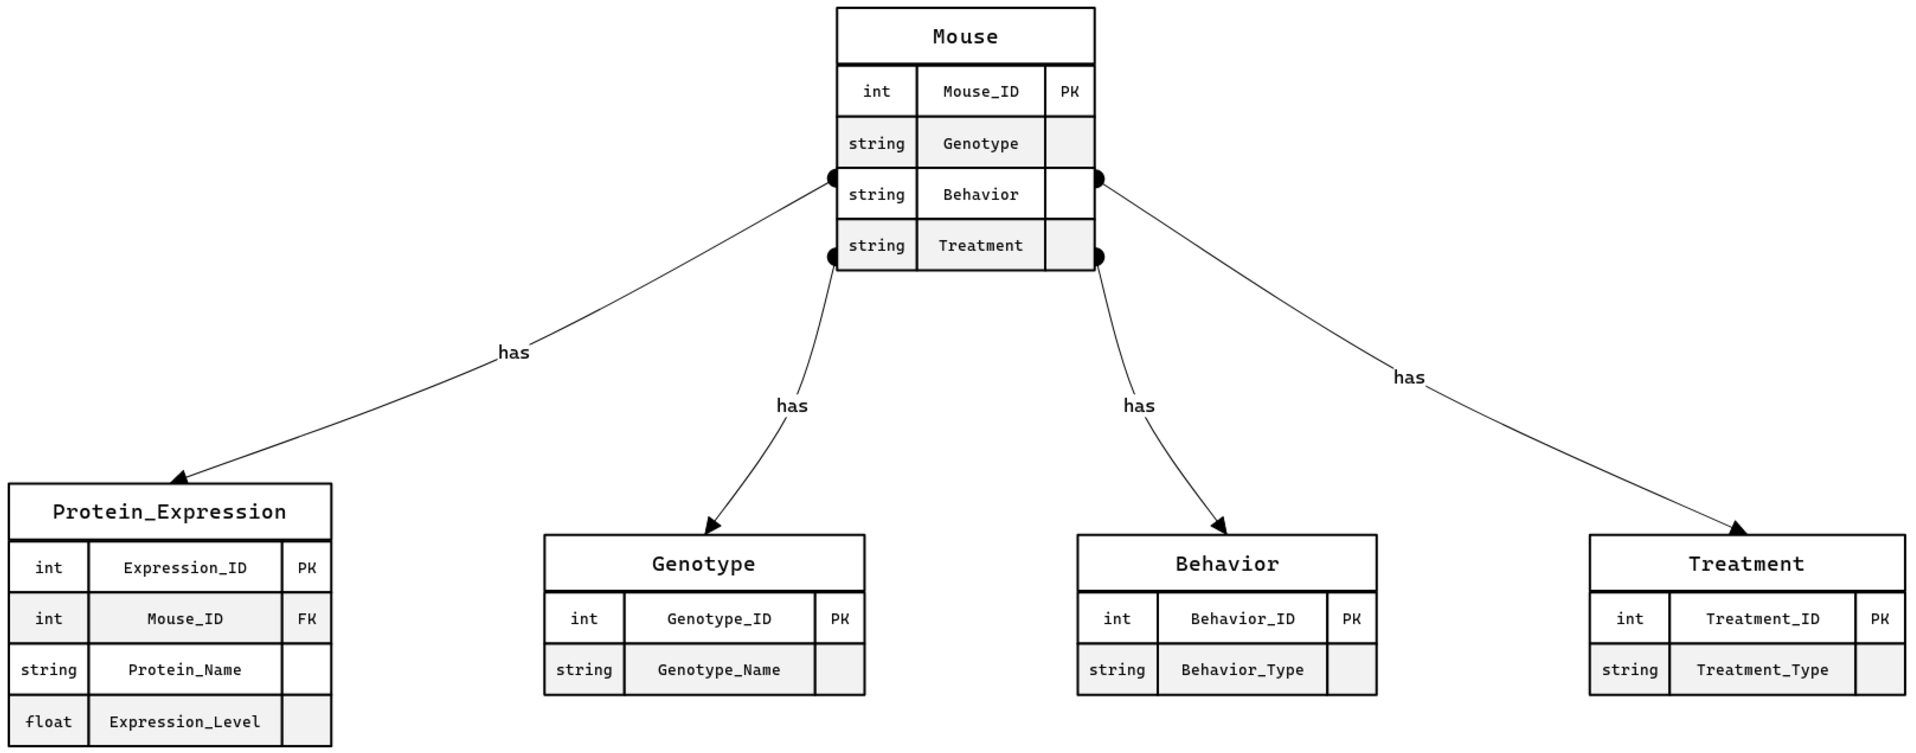 Mouse
int Mouse_ID PK
string Genotype
string Behavior
string Treatment
has
has
has
has
Protein_Expression
int Expression_ID PK
int Mouse_ID FK
string Protein_Name
float Expression_Level
Genotype
int Genotype_ID PK
string Genotype_Name
Behavior
int Behavior_ID PK
string Behavior_Type
Treatment
int Treatment_ID PK
string Treatment_Type